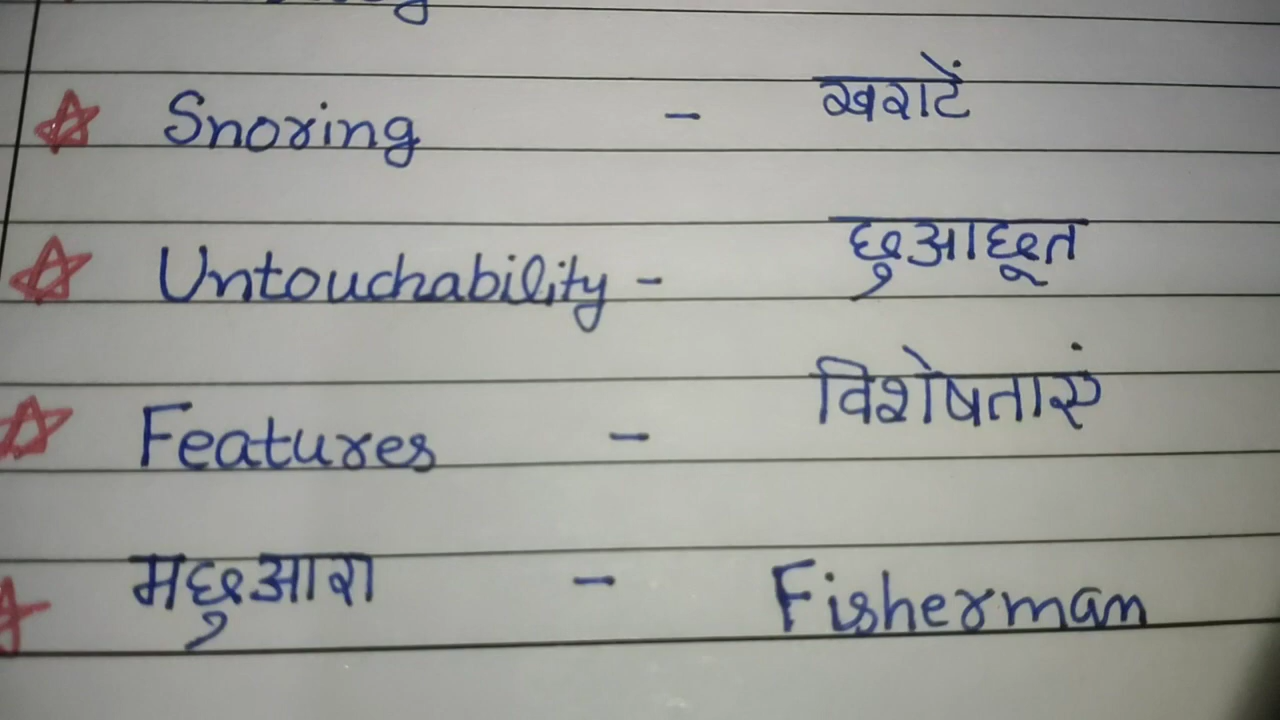 Snoring - खराटें
Untouchability - छुआछूत
Features - विशेषताएं
मछुआरा - Fisherman